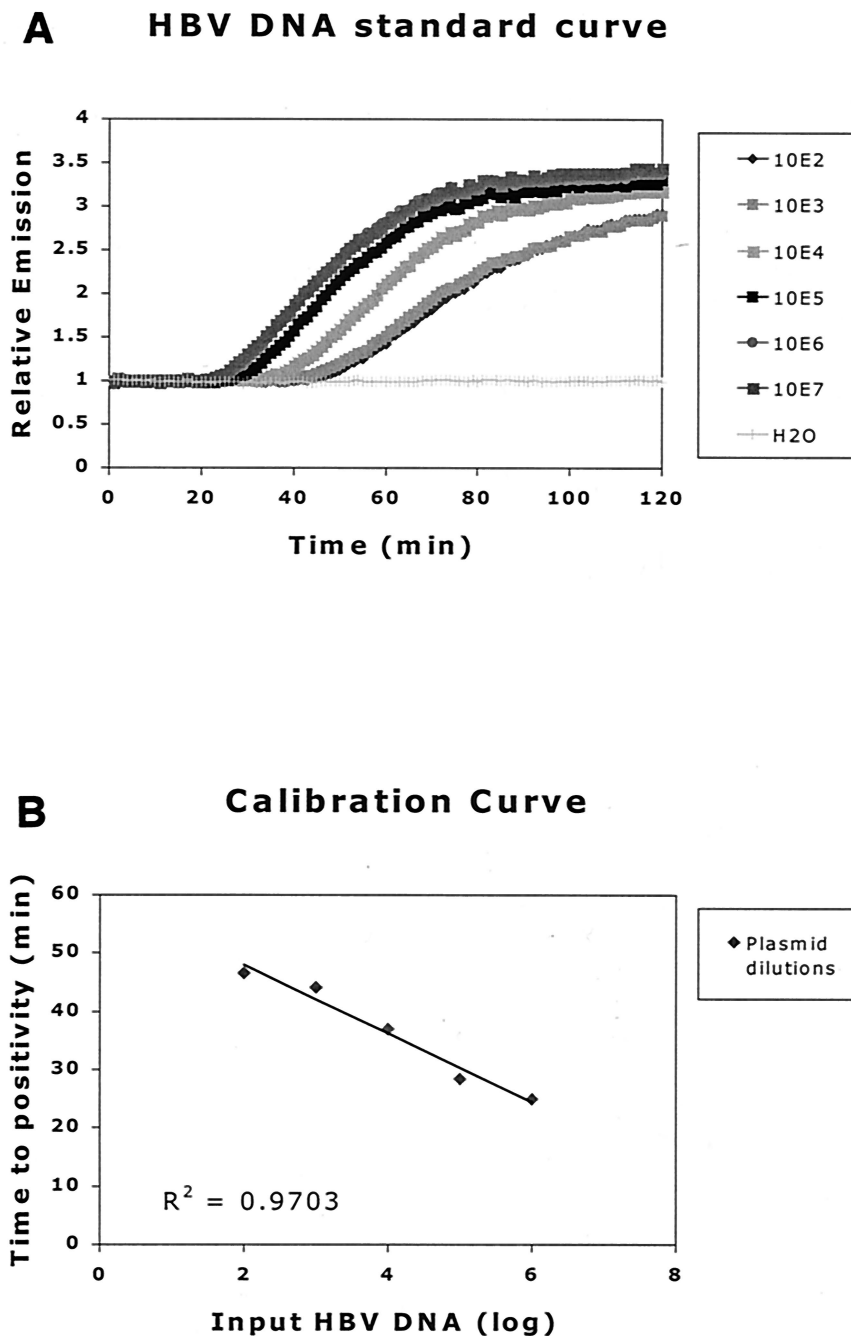 A
HBV DNA standard curve
Relative Emission
4
3.5
3
2.5
2
1.5
1
0.5
0
0
20
40
60
80
100
120
Time (min)
10E2
10E3
10E4
10E5
10E6
10E7
H2O
B
Calibration Curve
Time to positivity (min)
60
50
40
30
20
10
0
R² = 0.9703
0
2
4
6
8
Input HBV DNA (log)
Plasmid
dilutions